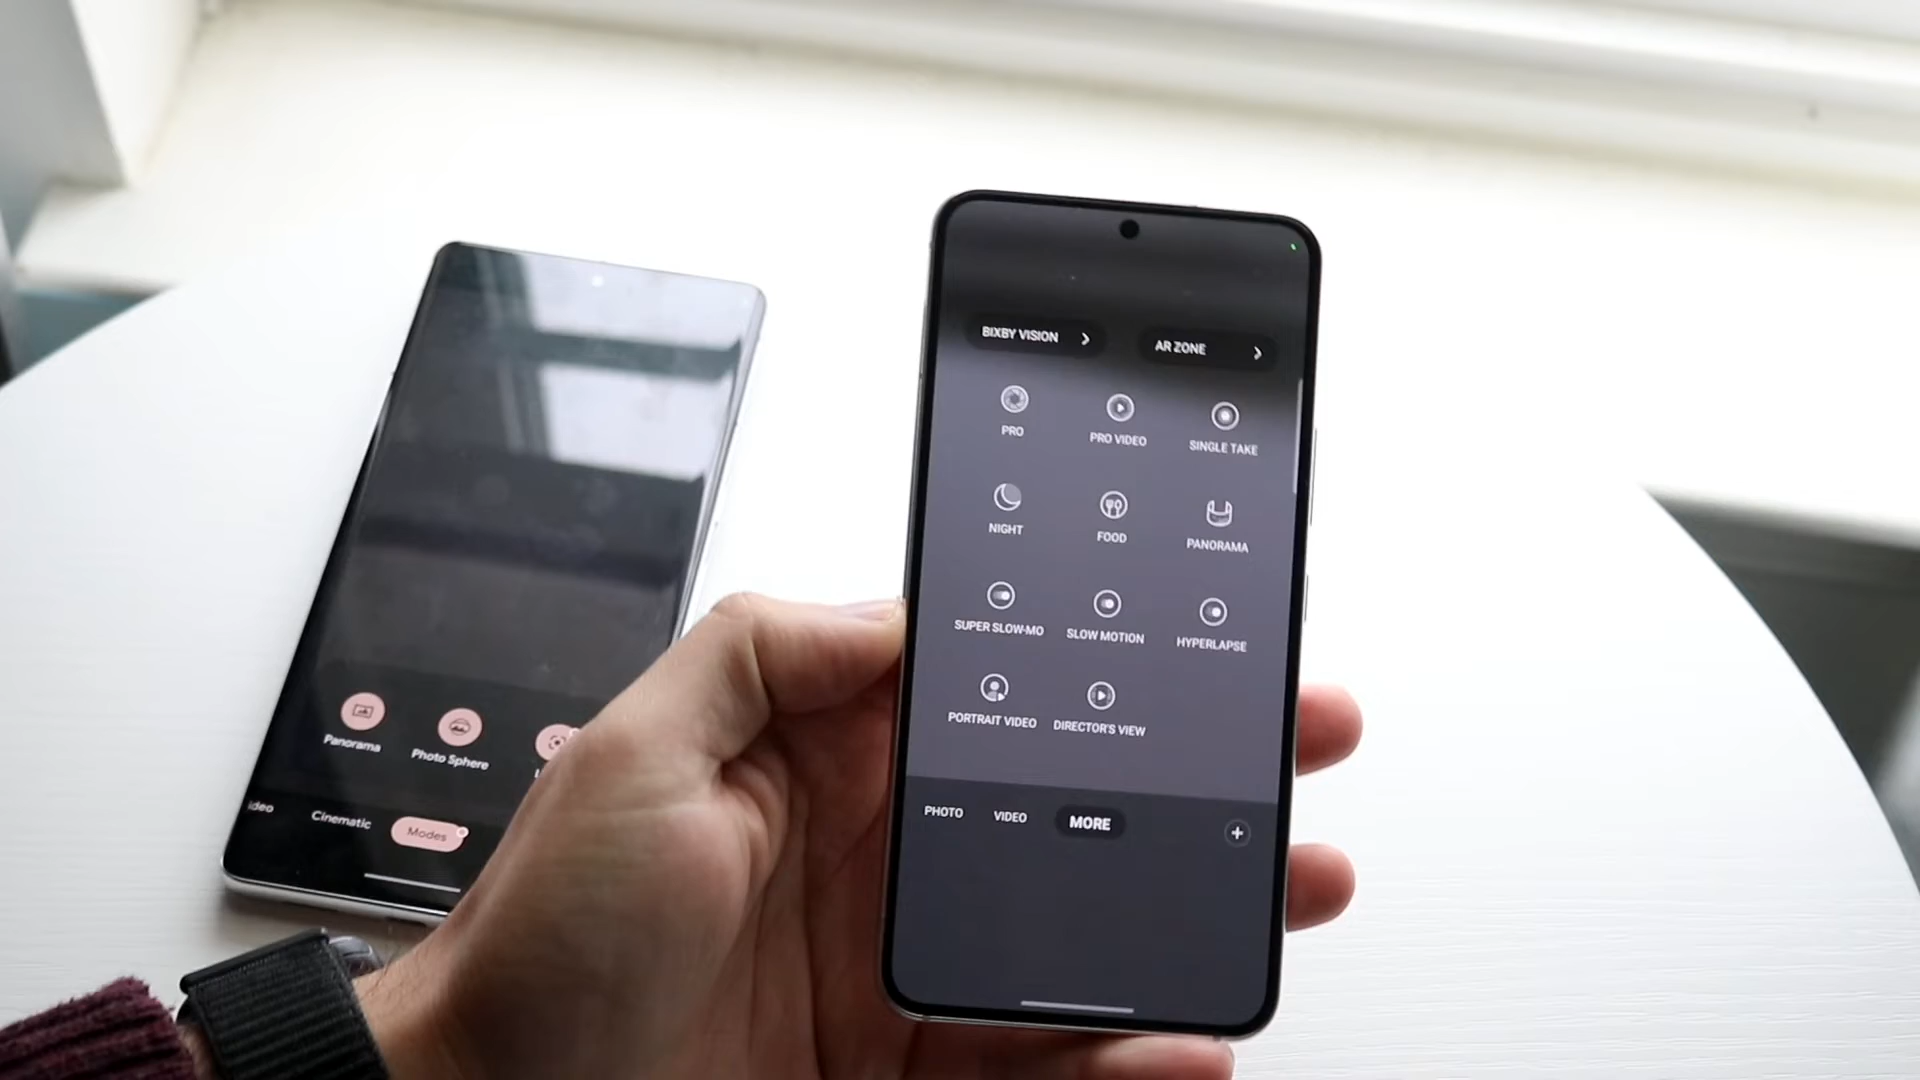 BIXBY VISION
AR ZONE
PRO
PRO VIDEO
SINGLE TAKE
NIGHT
FOOD
PANORAMA
SUPER SLOW-MO
SLOW MOTION
HYPERLAPSE
PORTRAIT VIDEO
DIRECTOR'S VIEW
PHOTO
VIDEO
MORE
Panorama
Photo Sphere
Cinematic
Modes